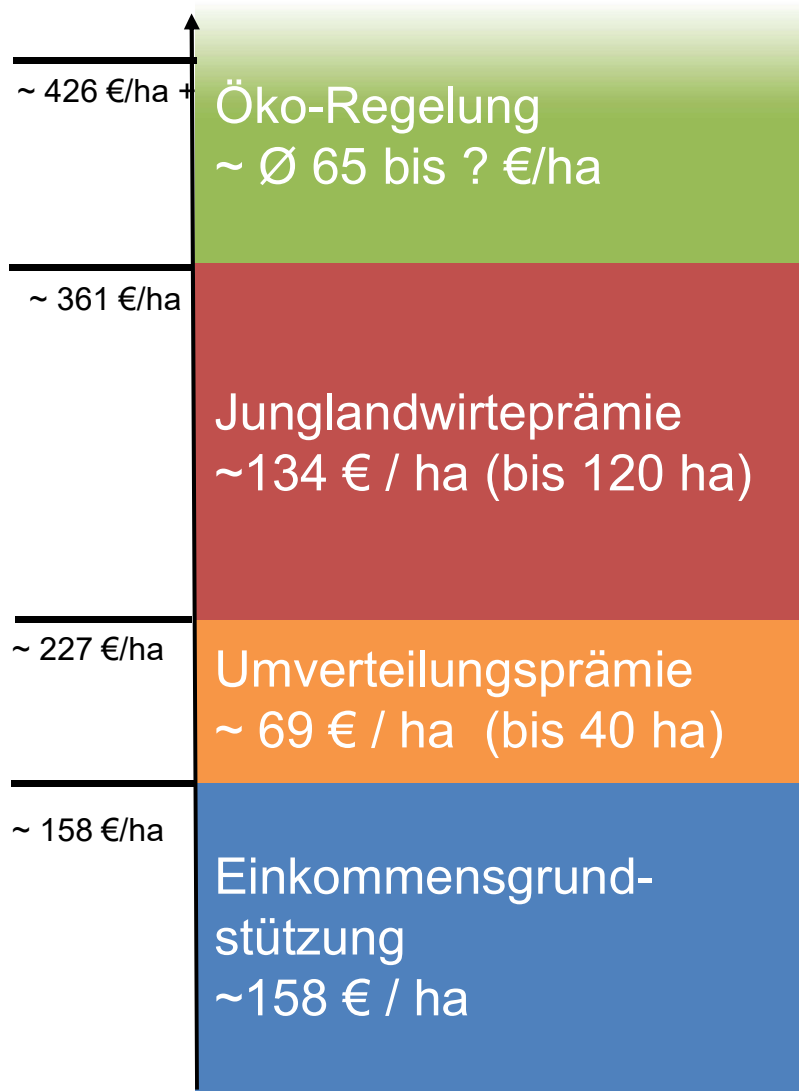 ~ 426 €/ha +
Öko-Regelung
~ Ø 65 bis ? €/ha
~ 361 €/ha
Junglandwirteprämie
~134 € / ha (bis 120 ha)
~ 227 €/ha
Umverteilungsprämie
~ 69 € / ha (bis 40 ha)
~ 158 €/ha
Einkommensgrund-
stützung
~158 € / ha